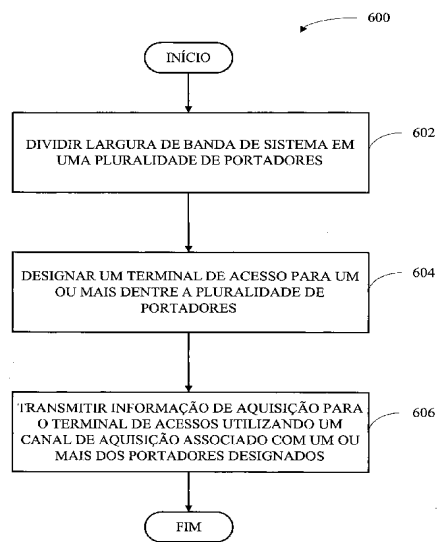 600
INÍCIO
DIVIDIR LARGURA DE BANDA DE SISTEMA EM
UMA PLURALIDADE DE PORTADORES
602
DESIGNAR UM TERMINAL DE ACESSO PARA UM
OU MAIS DENTRE A PLURALIDADE DE
PORTADORES
604
TRANSMITIR INFORMAÇÃO DE AQUISIÇÃO PARA
O TERMINAL DE ACESSOS UTILIZANDO UM
CANAL DE AQUISIÇÃO ASSOCIADO COM UM OU
MAIS DOS PORTADORES DESIGNADOS
606
FIM